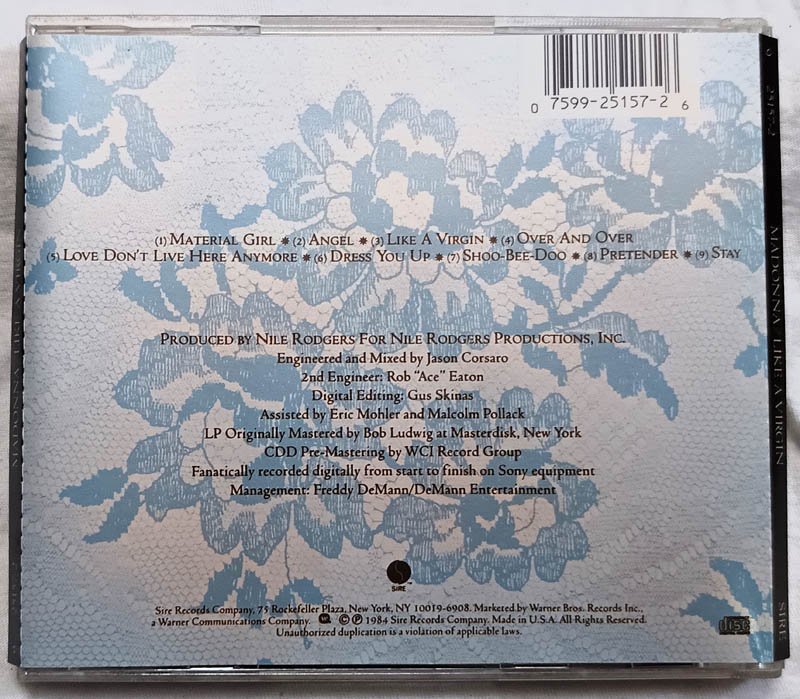 0 7599-25157-2 6
(1) Material Girl ✷ (2) Angel ✷ (3) Like A Virgin ✷ (4) Over And Over
(5) Love Don't Live Here Anymore ✷ (6) Dress You Up ✷ (7) Shoo-Bee-Doo ✷ (8) Pretender ✷ (9) Stay
Produced by Nile Rodgers For Nile Rodgers Productions, Inc.
Engineered and Mixed by Jason Corsaro
2nd Engineer: Rob "Ace" Eaton
Digital Editing: Gus Skinas
Assisted by Eric Mohler and Malcolm Pollack
LP Originally Mastered by Bob Ludwig at Masterdisk, New York
CDD Pre-Mastering by WCI Record Group
Fanatically recorded digitally from start to finish on Sony equipment
Management: Freddy DeMann/DeMann Entertainment
SIRE
Sire Records Company, 75 Rockefeller Plaza, New York, NY 10019-6908. Marketed by Warner Bros. Records Inc.,
a Warner Communications Company. © ℗ 1984 Sire Records Company. Made in U.S.A. All Rights Reserved.
Unauthorized duplication is a violation of applicable laws.
disc
9 25157-2 MADONNA LIKE A VIRGIN SIRE